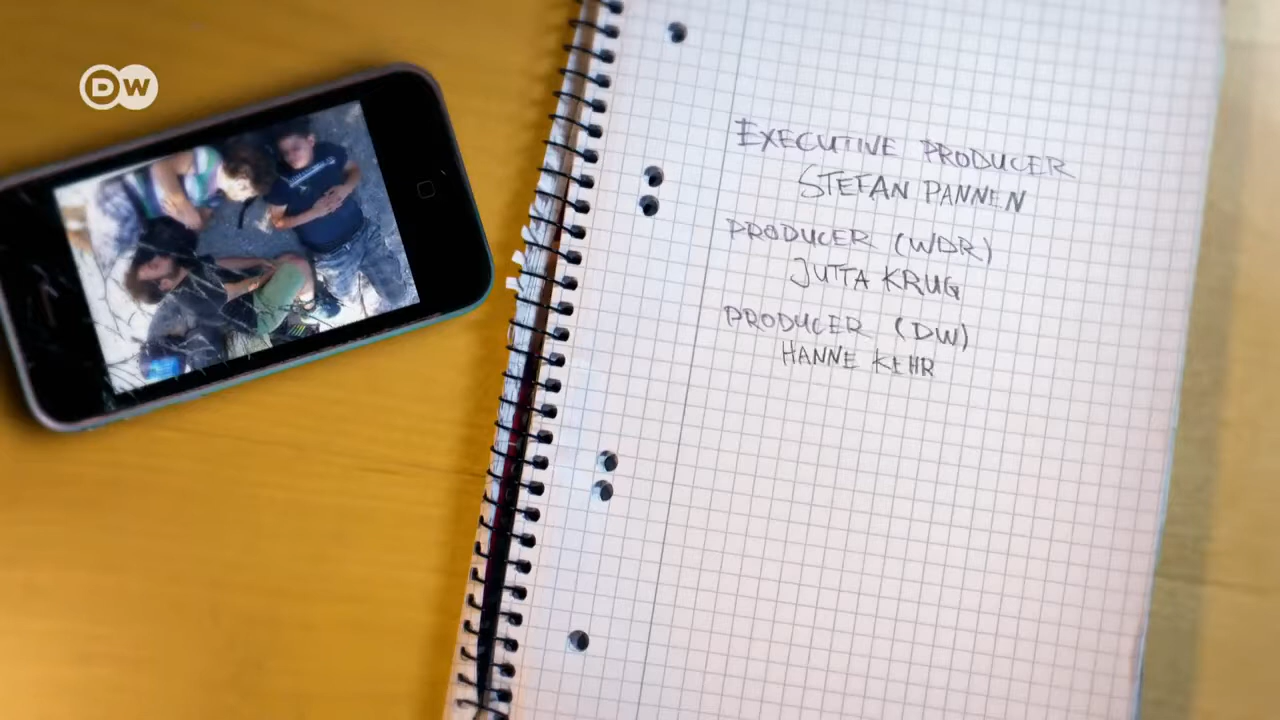 DW
EXECUTIVE PRODUCER
STEFAN PANNEN
PRODUCER (WDR)
JUTTA KRUG
PRODUCER (DW)
HANNE KEHR